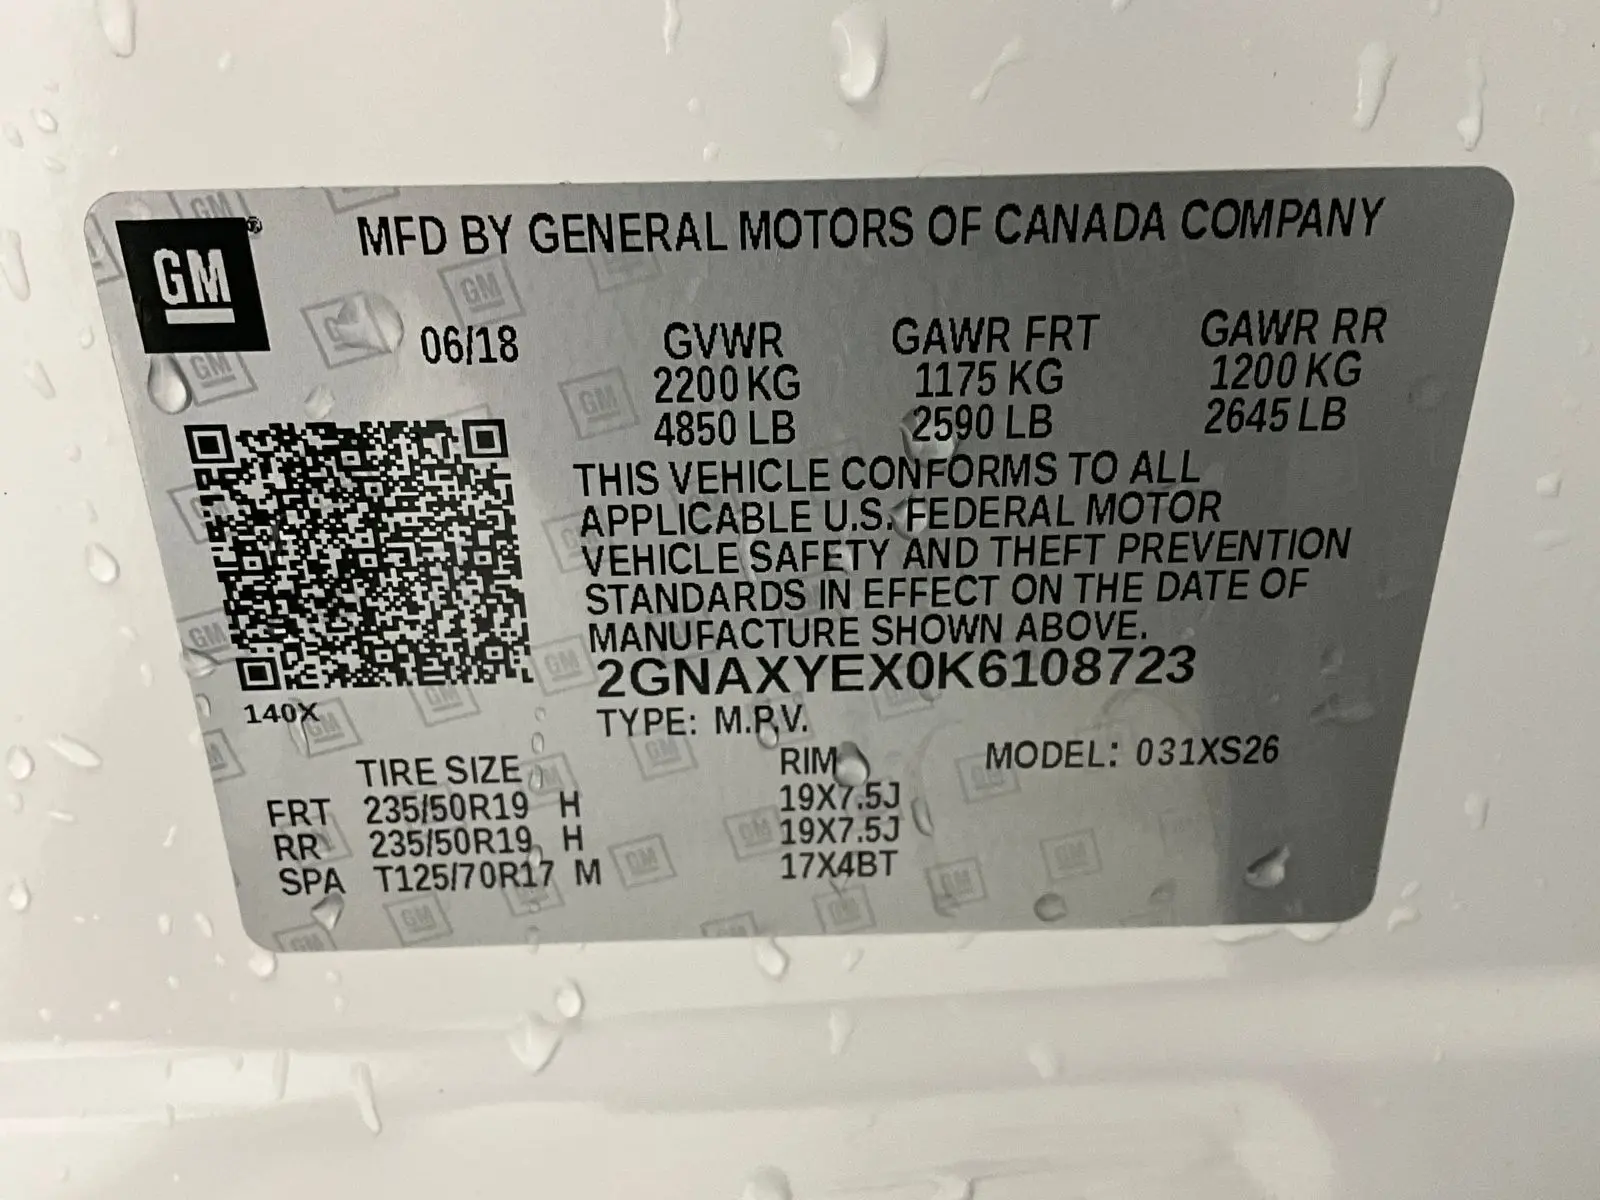 GM®
MFD BY GENERAL MOTORS OF CANADA COMPANY
06/18
GVWR GAWR FRT GAWR RR
2200 KG 1175 KG 1200 KG
4850 LB 2590 LB 2645 LB
THIS VEHICLE CONFORMS TO ALL
APPLICABLE U.S. FEDERAL MOTOR
VEHICLE SAFETY AND THEFT PREVENTION
STANDARDS IN EFFECT ON THE DATE OF
MANUFACTURE SHOWN ABOVE.
2GNAXYEX0K6108723
140X
TYPE: M.P.V.
MODEL: 031XS26
TIRE SIZE RIM
FRT 235/50R19 H 19X7.5J
RR 235/50R19 H 19X7.5J
SPA T125/70R17 M 17X4BT